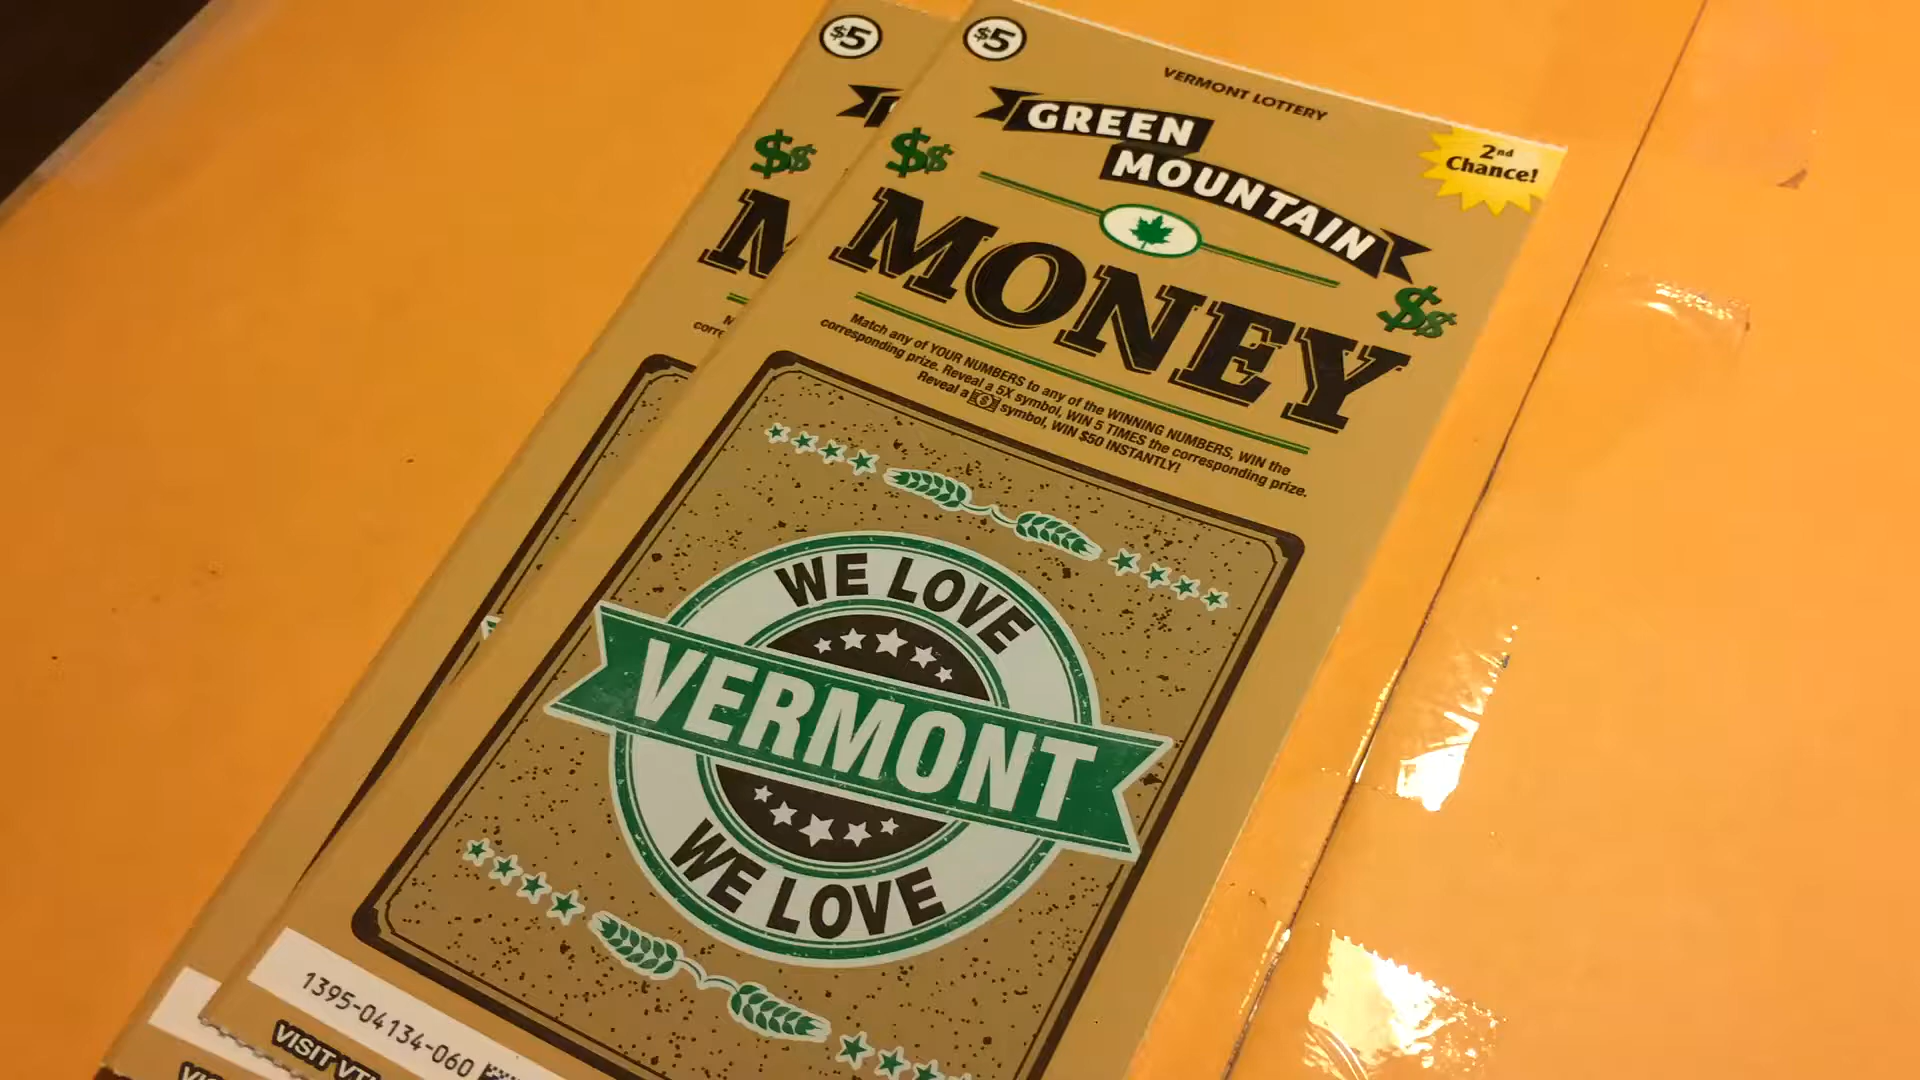 $5
$5
VERMONT LOTTERY
GREEN
MOUNTAIN
2nd
Chance!
$$
$$
$$
MONEY
Match any of YOUR NUMBERS to any of the WINNING NUMBERS, WIN the
corresponding prize. Reveal a 5X symbol, WIN 5 TIMES the corresponding prize.
Reveal a $ symbol, WIN $50 INSTANTLY!
WE LOVE
VERMONT
WE LOVE
1395-04134-060
VISIT